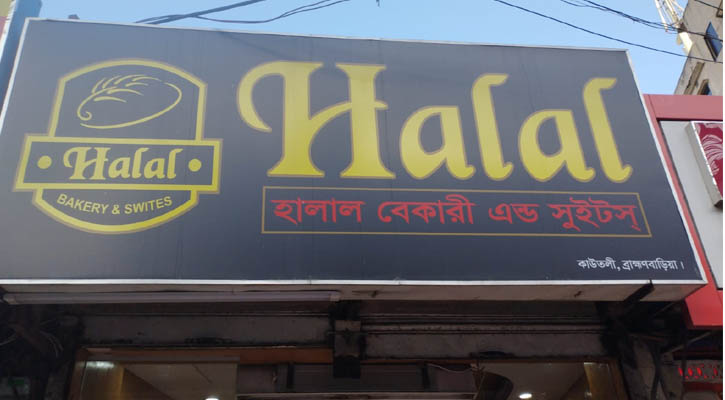 Halal
BAKERY & SWITES
Halal
হালাল বেকারী এন্ড সুইটস্
কাউতলী, ব্রাহ্মণবাড়িয়া।